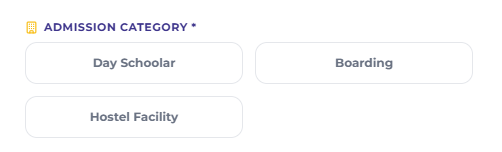 ADMISSION CATEGORY *
Day Schoolar
Boarding
Hostel Facility